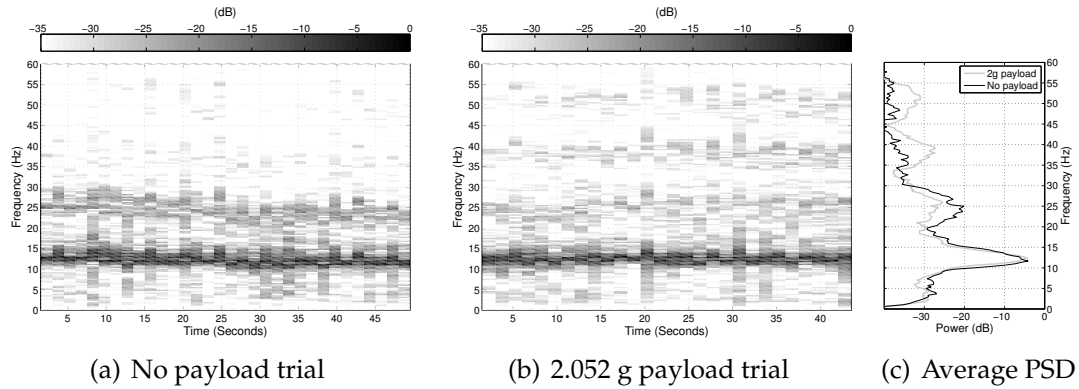 (dB)
−35 −30 −25 −20 −15 −10 −5 0
60
55
50
45
40
35
30
25
20
15
10
5
0
Frequency (Hz)
5 10 15 20 25 30 35 40 45
Time (Seconds)
(a) No payload trial
(dB)
−35 −30 −25 −20 −15 −10 −5 0
60
55
50
45
40
35
30
25
20
15
10
5
0
Frequency (Hz)
5 10 15 20 25 30 35 40
Time (Seconds)
(b) 2.052 g payload trial
2g payload
No payload
60
55
50
45
40
35
30
25
20
15
10
5
0
Frequency (Hz)
−30 −20 −10 0
Power (dB)
(c) Average PSD